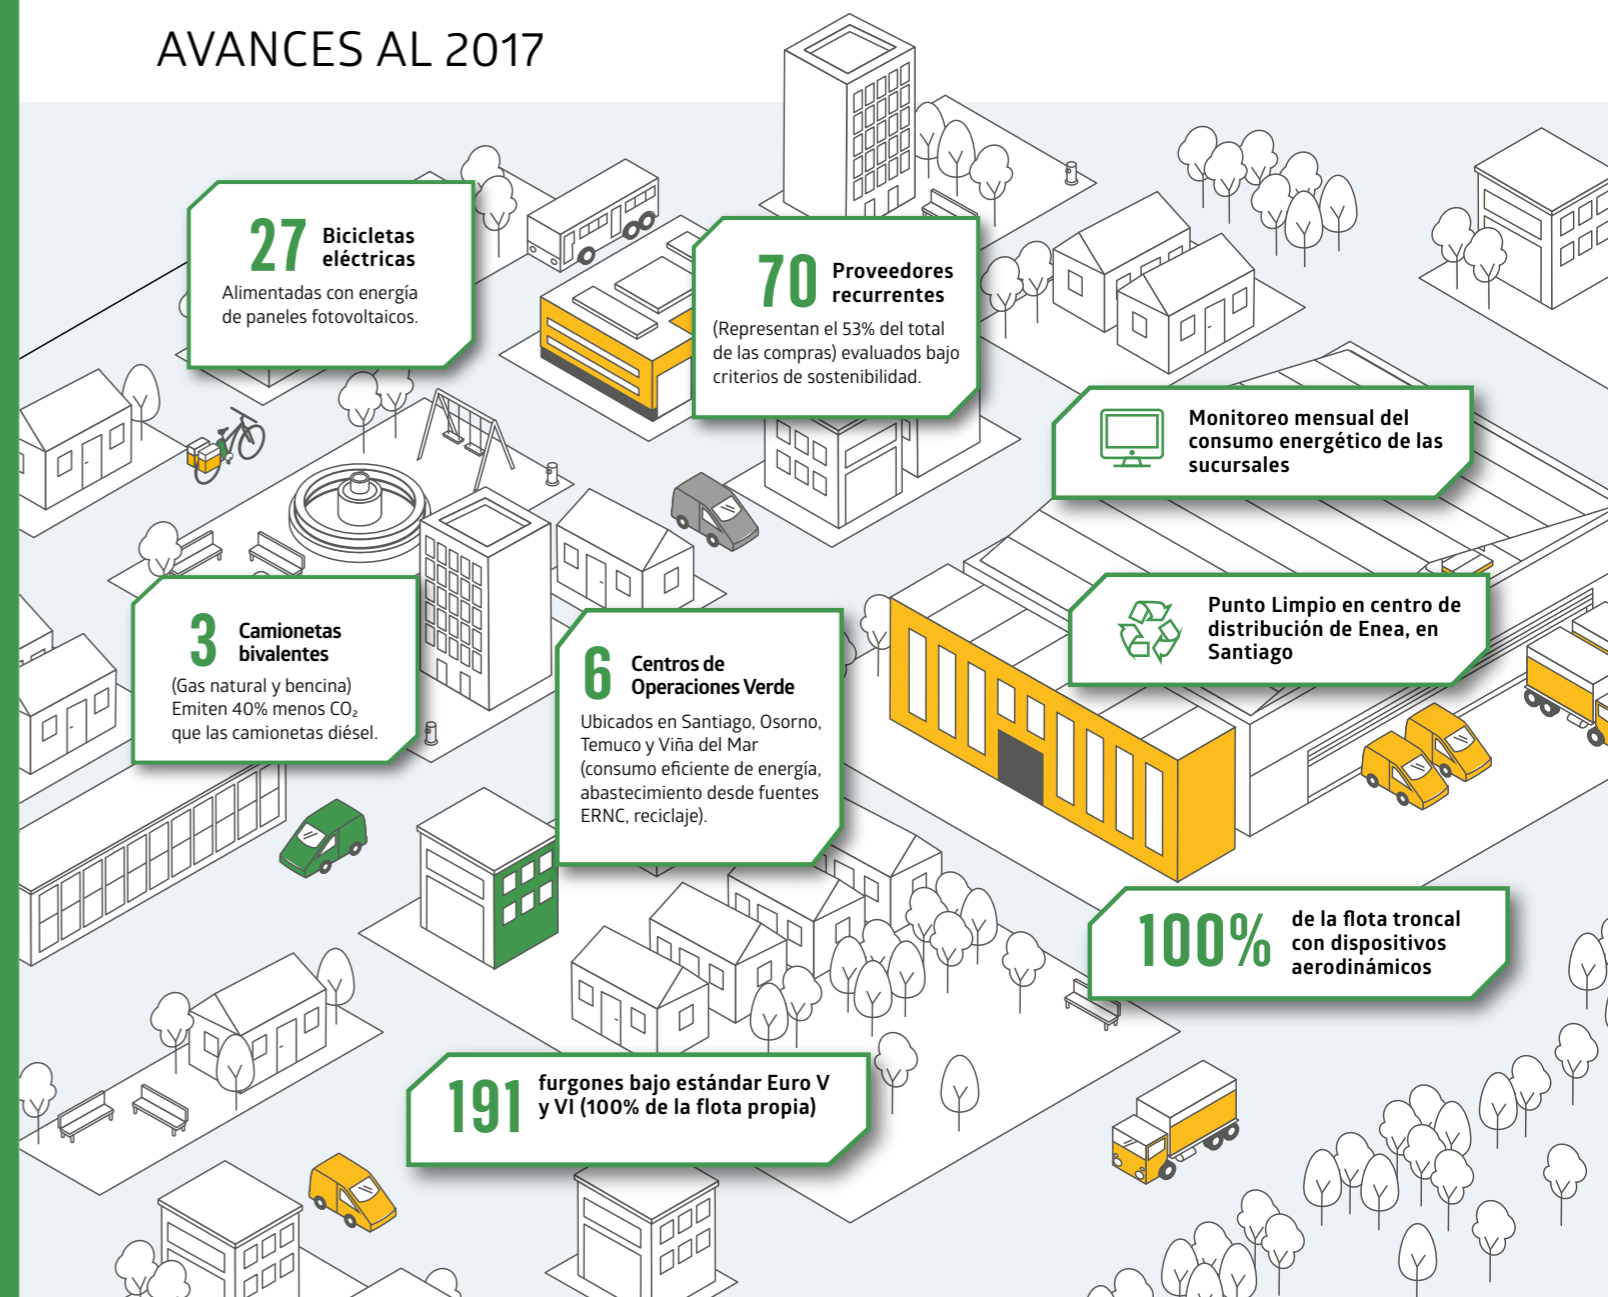 AVANCES AL 2017
27 Bicicletas
eléctricas
Alimentadas con energía
de paneles fotovoltaicos.
70 Proveedores
recurrentes
(Representan el 53% del total
de las compras) evaluados bajo
criterios de sostenibilidad.
Monitoreo mensual del
consumo energético de las
sucursales
Punto Limpio en centro de
distribución de Enea, en
Santiago
3 Camionetas
bivalentes
(Gas natural y bencina)
Emiten 40% menos CO₂
que las camionetas diésel.
6 Centros de
Operaciones Verde
Ubicados en Santiago, Osorno,
Temuco y Viña del Mar
(consumo eficiente de energía,
abastecimiento desde fuentes
ERNC, reciclaje).
100% de la flota troncal
con dispositivos
aerodinámicos
191 furgones bajo estándar Euro V
y VI (100% de la flota propia)